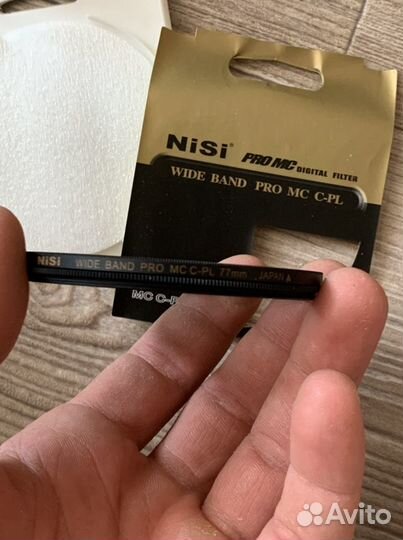 NiSi PRO MC DIGITAL FILTER
WIDE BAND PRO MC C-PL
NiSi WIDE BAND PRO MC C-PL 77mm JAPAN
MC C-P
Avito